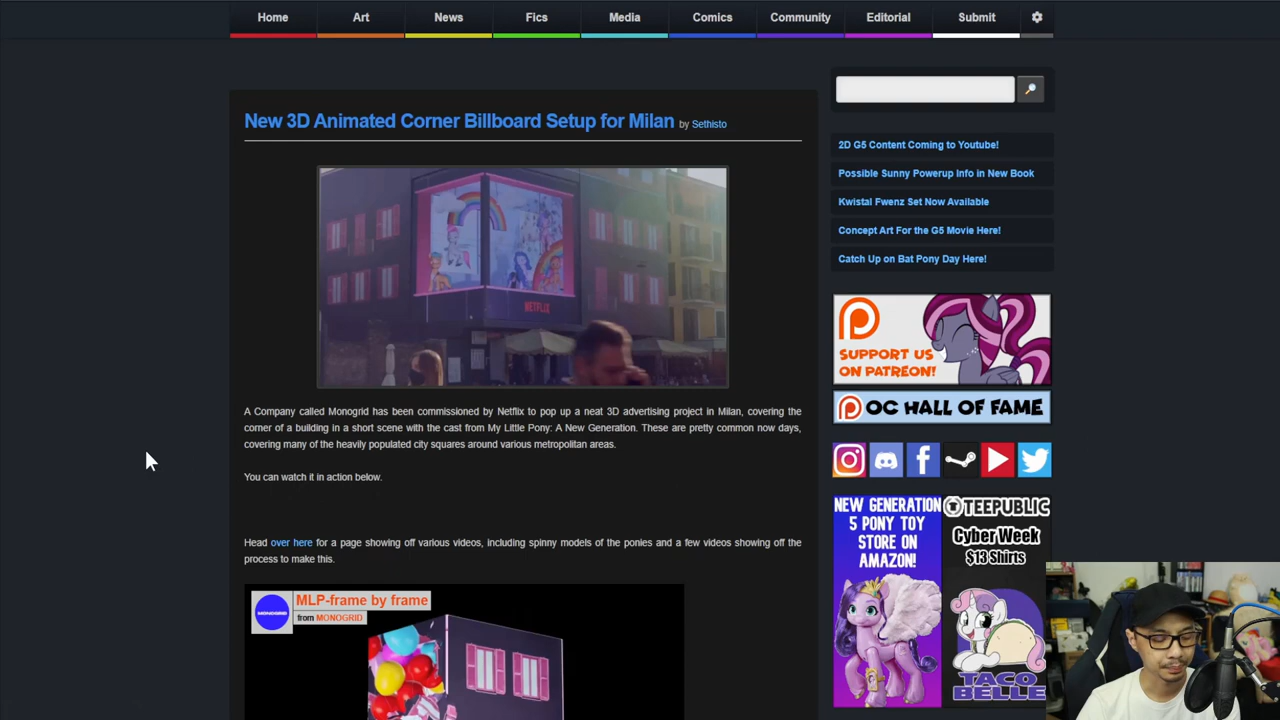 Home Art News Fics Media Comics Community Editorial Submit
New 3D Animated Corner Billboard Setup for Milan by Sethisto
NETFLIX
A Company called Monogrid has been commissioned by Netflix to pop up a neat 3D advertising project in Milan, covering the
corner of a building in a short scene with the cast from My Little Pony: A New Generation. These are pretty common now days,
covering many of the heavily populated city squares around various metropolitan areas.
You can watch it in action below.
Head over here for a page showing off various videos, including spinny models of the ponies and a few videos showing off the
process to make this.
MONOGRID
MLP-frame by frame
from MONOGRID
2D G5 Content Coming to Youtube!
Possible Sunny Powerup Info in New Book
Kwistal Fwenz Set Now Available
Concept Art For the G5 Movie Here!
Catch Up on Bat Pony Day Here!
SUPPORT US
ON PATREON!
OC HALL OF FAME
NEW GENERATION
5 PONY TOY
STORE ON
AMAZON!
TEEPUBLIC
Cyber Week
$13 Shirts
TACO
BELLE